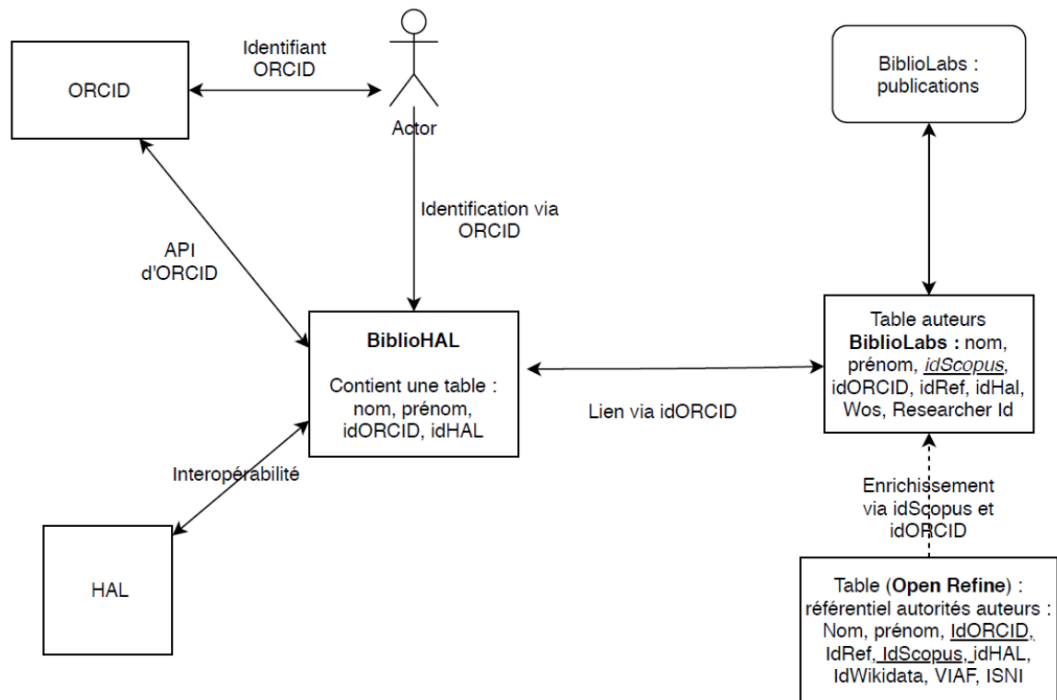 Identifiant
ORCID
ORCID
Actor
BiblioLabs :
publications
Identification via
ORCID
API
d'ORCID
BiblioHAL
Contient une table :
nom, prénom,
idORCID, idHAL
Lien via idORCID
Table auteurs
BiblioLabs : nom,
prénom, idScopus,
idORCID, idRef, idHal,
Wos, Researcher Id
Interopérabilité
HAL
Enrichissement
via idScopus et
idORCID
Table (Open Refine) :
référentiel autorités auteurs :
Nom, prénom, IdORCID,
IdRef, IdScopus, idHAL,
IdWikidata, VIAF, ISNI